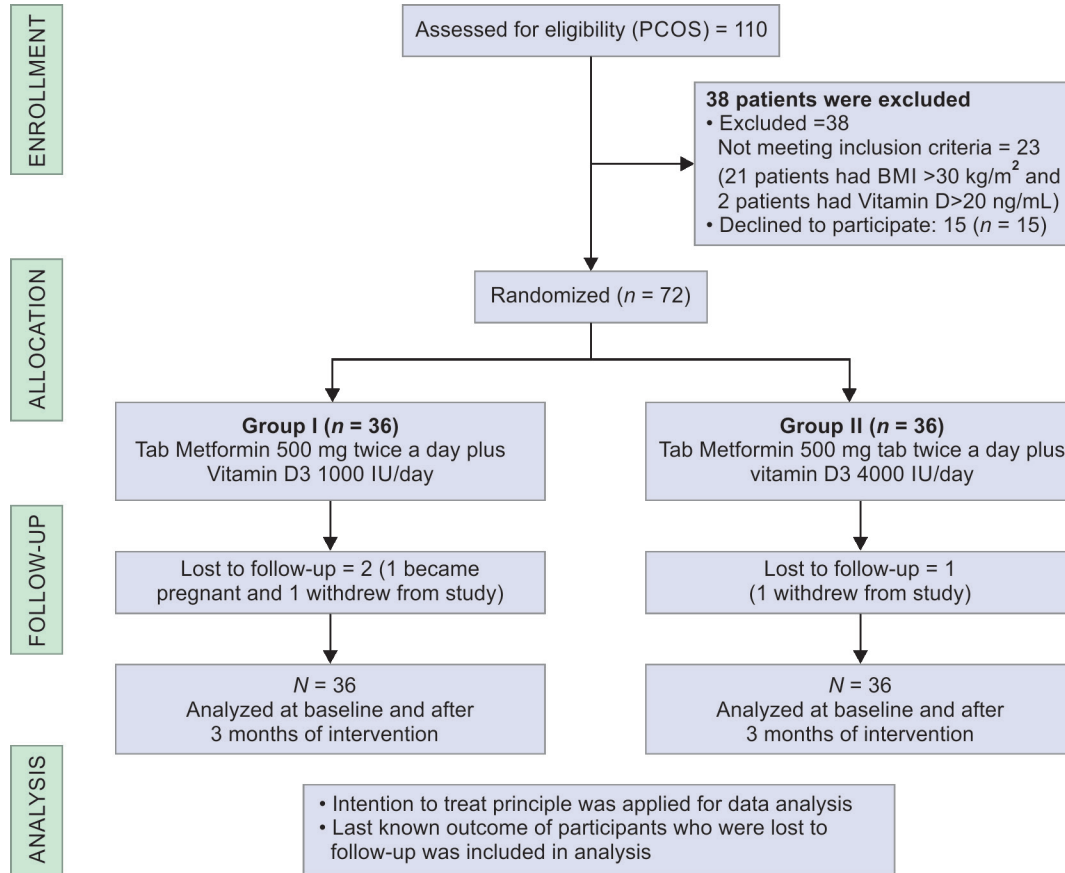 ENROLLMENT
Assessed for eligibility (PCOS) = 110
38 patients were excluded
• Excluded =38
Not meeting inclusion criteria = 23
(21 patients had BMI >30 kg/m² and
2 patients had Vitamin D>20 ng/mL)
• Declined to participate: 15 (n = 15)
ALLOCATION
Randomized (n = 72)
Group I (n = 36)
Tab Metformin 500 mg twice a day plus
Vitamin D3 1000 IU/day
Group II (n = 36)
Tab Metformin 500 mg tab twice a day plus
vitamin D3 4000 IU/day
FOLLOW-UP
Lost to follow-up = 2 (1 became
pregnant and 1 withdrew from study)
Lost to follow-up = 1
(1 withdrew from study)
N = 36
Analyzed at baseline and after
3 months of intervention
N = 36
Analyzed at baseline and after
3 months of intervention
ANALYSIS
• Intention to treat principle was applied for data analysis
• Last known outcome of participants who were lost to
follow-up was included in analysis